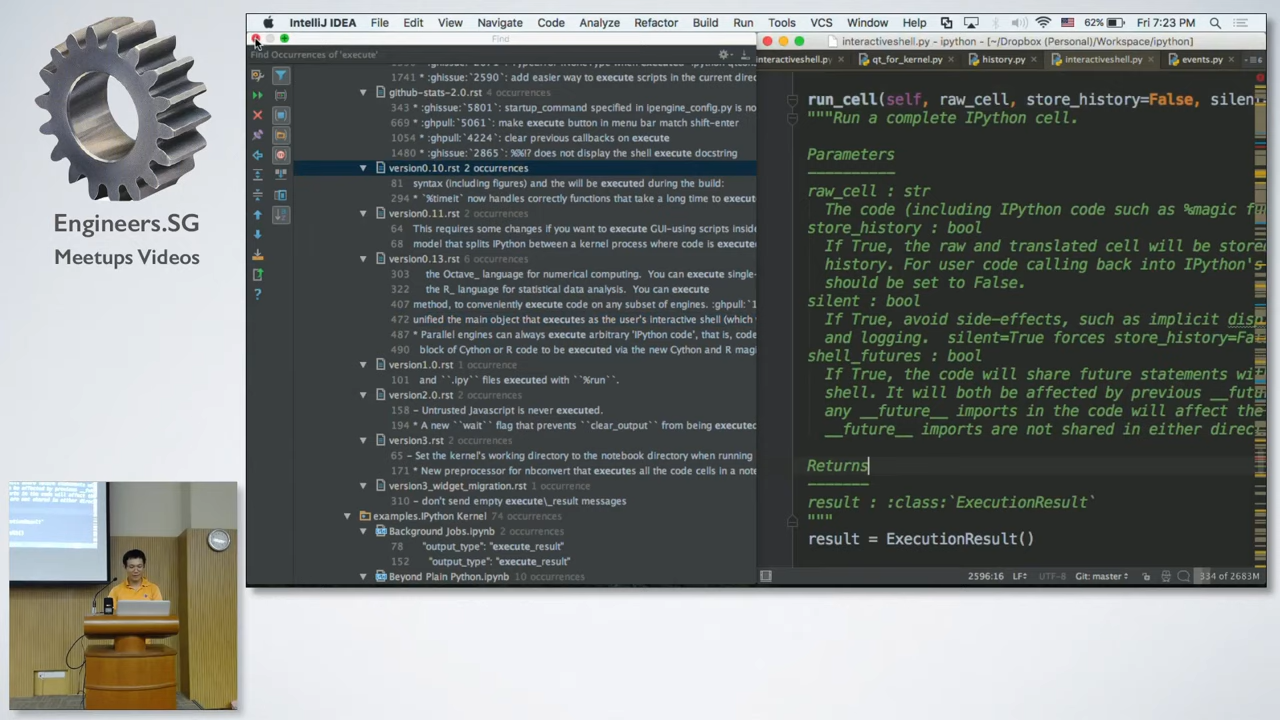 Engineers.SG
Meetups Videos
IntelliJ IDEA File Edit View Navigate Code Analyze Refactor Build Run Tools VCS Window Help 62% Fri 7:23 PM
Find
Find Occurrences of 'execute'
1741 * :ghissue:`2590`: add easier way to execute scripts in the current direc
github-stats-2.0.rst 4 occurrences
343 * :ghissue:`5801`: startup_command specified in ipengine_config.py is no
623 * :ghpull:`5061`: make execute button in menu bar match shift-enter
1054 * :ghpull:`4224`: clear previous callbacks on execute
1480 * :ghissue:`2865`: %%!? does not display the shell execute docstring
version0.10.rst 2 occurrences
81 syntax (including figures) and the will be executed during the build:
294 * `%timeit` now handles correctly functions that take a long time to execut
version0.11.rst 2 occurrences
64 This requires some changes if you want to execute GUI-using scripts inside
68 model that splits IPython between a kernel process where code is execute
version0.13.rst 6 occurrences
303 the Octave_ language for numerical computing. You can execute single-
322 the R_ language for statistical data analysis. You can execute
407 method, to conveniently execute code on any subset of engines. :ghpull:`1
472 unified the main object that executes as the user's interactive shell (which
487 * Parallel engines can always execute arbitrary 'IPython code', that is, code
490 block of Cython or R code to be executed via the new Cython and R magi
version1.0.rst 1 occurrence
101 and ``.ipy`` files executed with ``%run``.
version2.0.rst 2 occurrences
158 - Untrusted Javascript is never executed.
194 * A new ``wait`` flag that prevents ``clear_output`` from being execute
version3.rst 2 occurrences
65 - Set the kernel's working directory to the notebook directory when running
171 * New preprocessor for nbconvert that executes all the code cells in a note
version3_widget_migration.rst 1 occurrence
310 - don't send empty execute\_result messages
examples.IPython Kernel 74 occurrences
Background Jobs.ipynb 2 occurrences
78 "output_type": "execute_result"
152 "output_type": "execute_result"
Beyond Plain Python.ipynb 10 occurrences
interactiveshell.py - ipython - [~/Dropbox (Personal)/Workspace/ipython]
interactiveshell.py qt_for_kernel.py history.py interactiveshell.py events.py
run_cell(self, raw_cell, store_history=False, silen
"""Run a complete IPython cell.
Parameters
----------
raw_cell : str
The code (including IPython code such as %magic fu
store_history : bool
If True, the raw and translated cell will be store
history. For user code calling back into IPython's
should be set to False.
silent : bool
If True, avoid side-effects, such as implicit disp
and logging. silent=True forces store_history=Fa
shell_futures : bool
If True, the code will share future statements wi
shell. It will both be affected by previous __futu
any __future__ imports in the code will affect the
__future__ imports are not shared in either direc
Returns
-------
result : :class:`ExecutionResult`
"""
result = ExecutionResult()
2596:16 LF÷ UTF-8 Git: master÷ 334 of 2683M